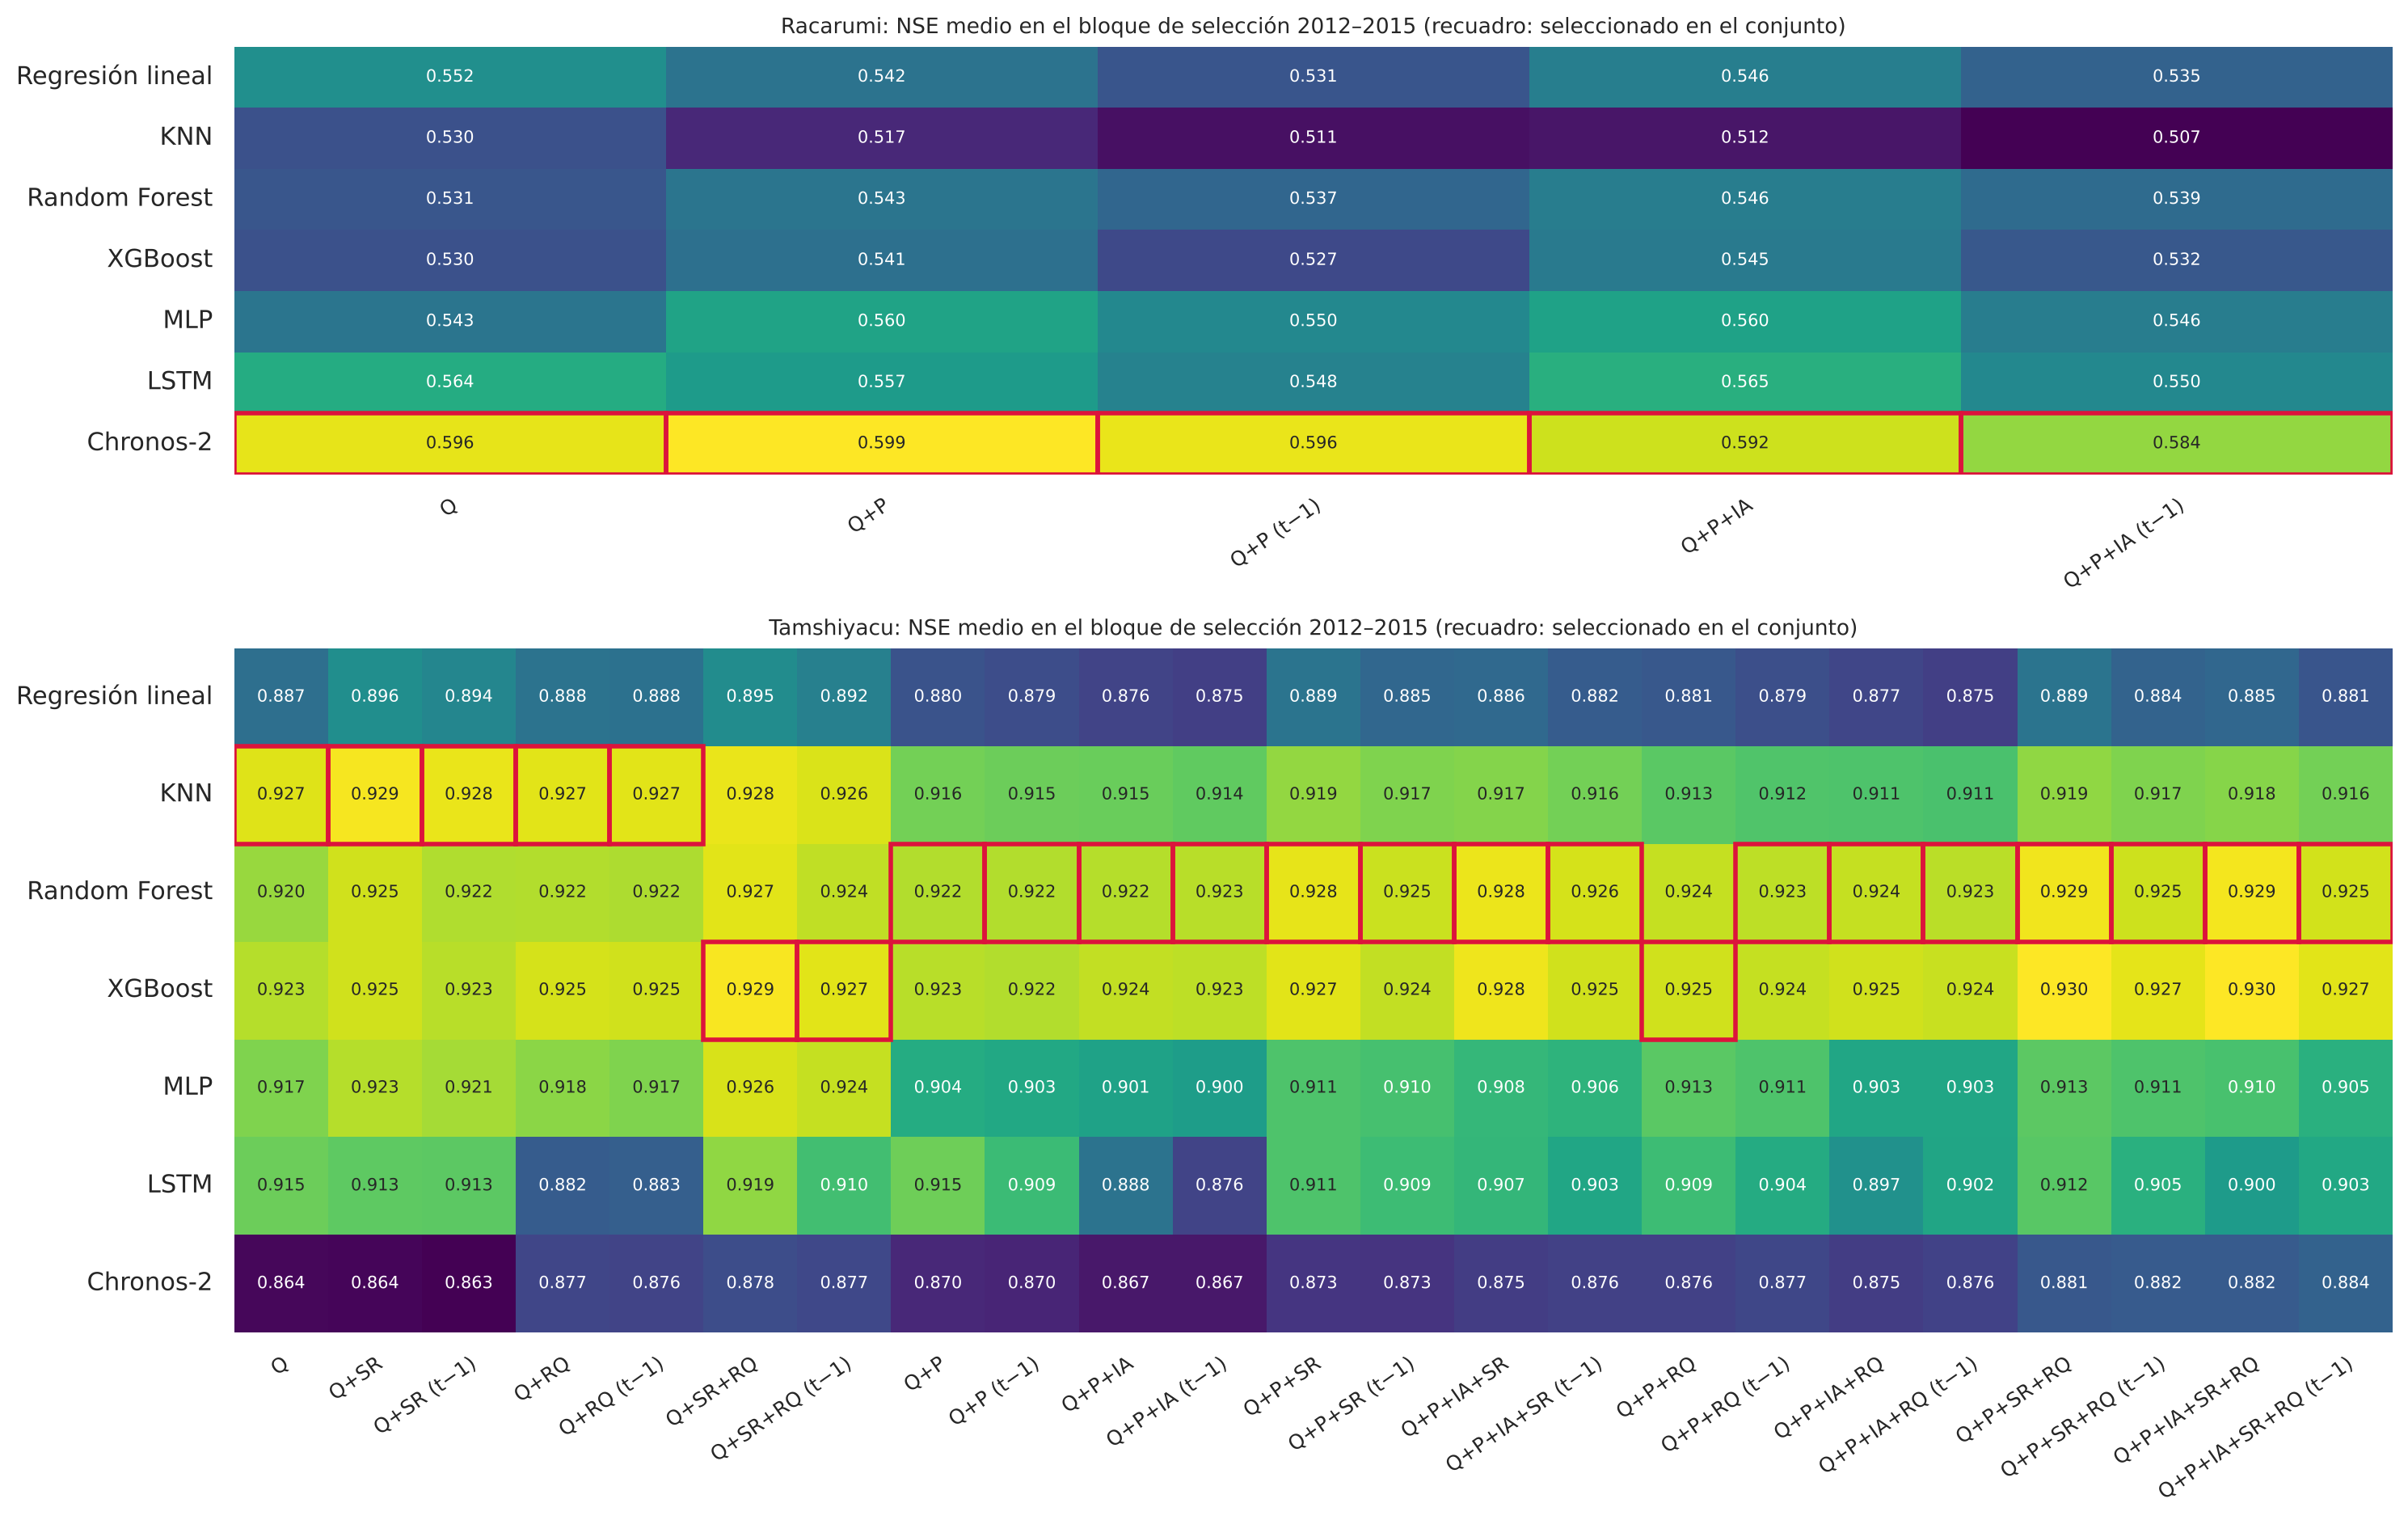 Racarumi: NSE medio en el bloque de selección 2012–2015 (recuadro: seleccionado en el conjunto)
Regresión lineal 0.552 0.542 0.531 0.546 0.535
KNN 0.530 0.517 0.511 0.512 0.507
Random Forest 0.531 0.543 0.537 0.546 0.539
XGBoost 0.530 0.541 0.527 0.545 0.532
MLP 0.543 0.560 0.550 0.560 0.546
LSTM 0.564 0.557 0.548 0.565 0.550
Chronos-2 0.596 0.599 0.596 0.592 0.584
Q Q+P Q+P (t−1) Q+P+IA Q+P+IA (t−1)
Tamshiyacu: NSE medio en el bloque de selección 2012–2015 (recuadro: seleccionado en el conjunto)
Regresión lineal 0.887 0.896 0.894 0.888 0.888 0.895 0.892 0.880 0.879 0.876 0.875 0.889 0.885 0.886 0.882 0.881 0.879 0.877 0.875 0.889 0.884 0.885 0.881
KNN 0.927 0.929 0.928 0.927 0.927 0.928 0.926 0.916 0.915 0.915 0.914 0.919 0.917 0.917 0.916 0.913 0.912 0.911 0.911 0.919 0.917 0.918 0.916
Random Forest 0.920 0.925 0.922 0.922 0.922 0.927 0.924 0.922 0.922 0.922 0.923 0.928 0.925 0.928 0.926 0.924 0.923 0.924 0.923 0.929 0.925 0.929 0.925
XGBoost 0.923 0.925 0.923 0.925 0.925 0.929 0.927 0.923 0.922 0.924 0.923 0.927 0.924 0.928 0.925 0.925 0.924 0.925 0.924 0.930 0.927 0.930 0.927
MLP 0.917 0.923 0.921 0.918 0.917 0.926 0.924 0.904 0.903 0.901 0.900 0.911 0.910 0.908 0.906 0.913 0.911 0.903 0.903 0.913 0.911 0.910 0.905
LSTM 0.915 0.913 0.913 0.882 0.883 0.919 0.910 0.915 0.909 0.888 0.876 0.911 0.909 0.907 0.903 0.909 0.904 0.897 0.902 0.912 0.905 0.900 0.903
Chronos-2 0.864 0.864 0.863 0.877 0.876 0.878 0.877 0.870 0.870 0.867 0.867 0.873 0.873 0.875 0.876 0.876 0.877 0.875 0.876 0.881 0.882 0.882 0.884
Q Q+SR Q+SR (t−1) Q+RQ Q+RQ (t−1) Q+SR+RQ Q+SR+RQ (t−1) Q+P Q+P (t−1) Q+P+IA Q+P+IA (t−1) Q+P+SR Q+P+SR (t−1) Q+P+IA+SR Q+P+IA+SR (t−1) Q+P+RQ Q+P+RQ (t−1) Q+P+IA+RQ Q+P+IA+RQ (t−1) Q+P+SR+RQ Q+P+SR+RQ (t−1) Q+P+IA+SR+RQ Q+P+IA+SR+RQ (t−1)